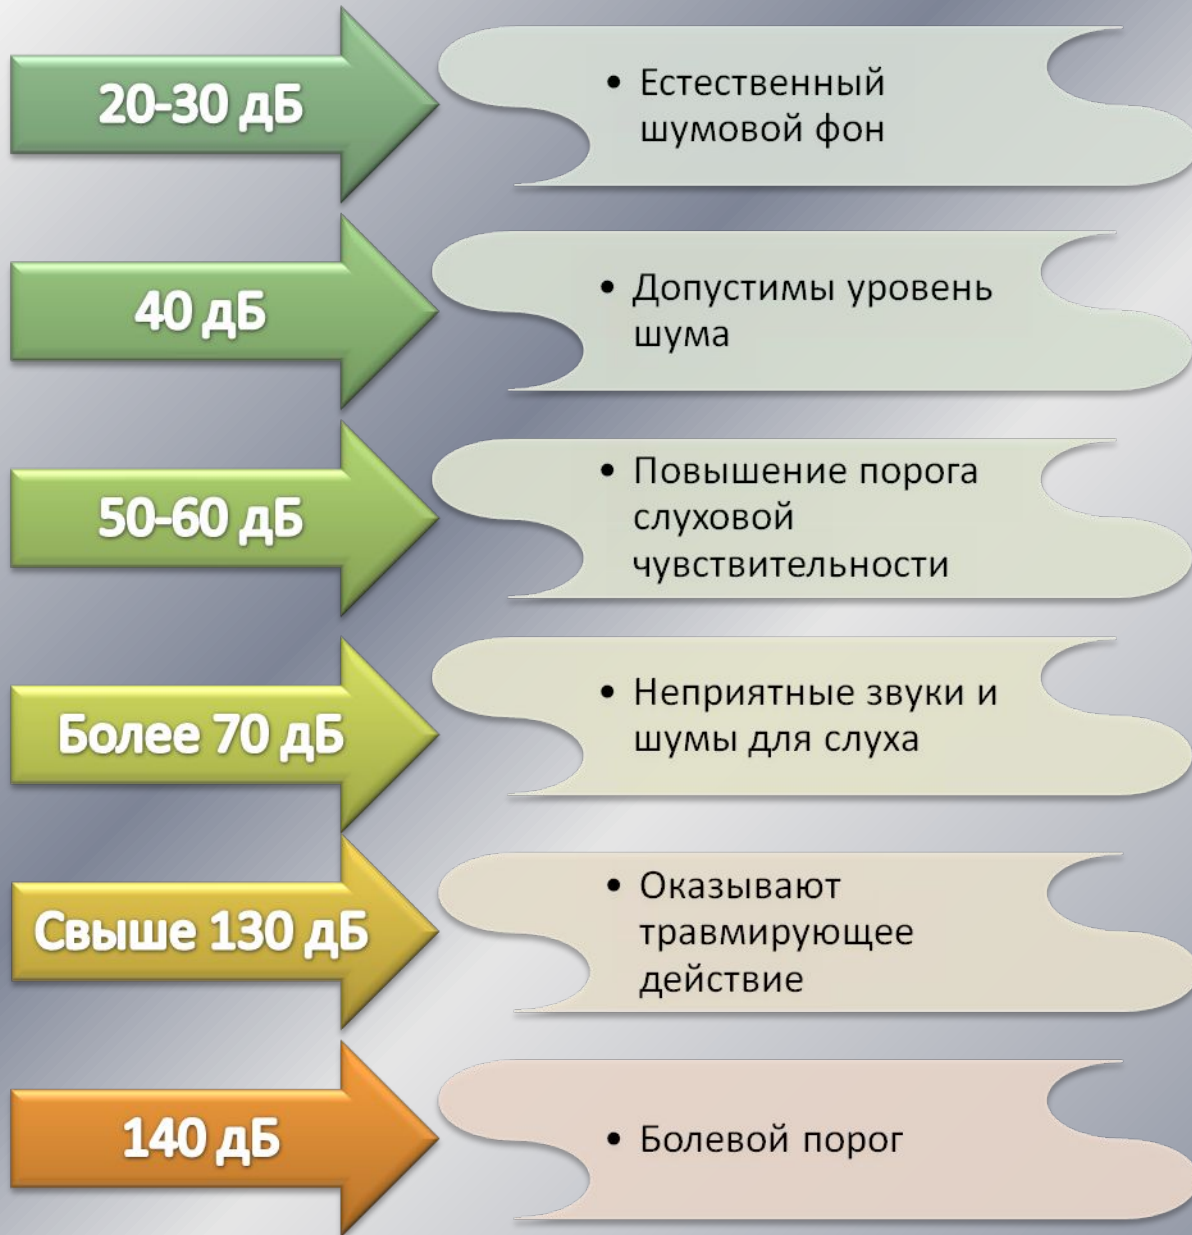 20-30 дБ
• Естественный
шумовой фон
40 дБ
• Допустимы уровень
шума
50-60 дБ
• Повышение порога
слуховой
чувствительности
Более 70 дБ
• Неприятные звуки и
шумы для слуха
Свыше 130 дБ
• Оказывают
травмирующее
действие
140 дБ
• Болевой порог